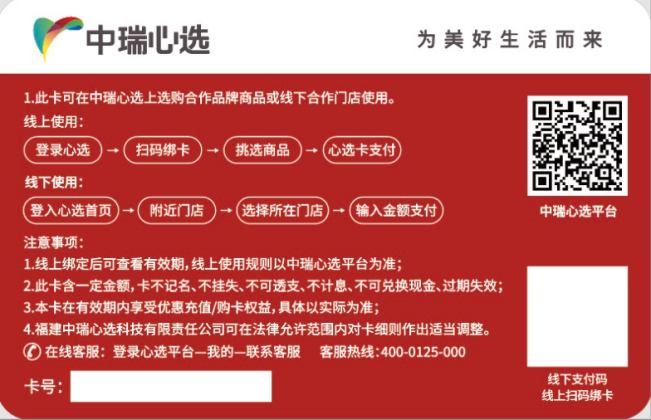 中瑞心选
为美好生活而来
1.此卡可在中瑞心选上选购合作品牌商品或线下合作门店使用。
线上使用：
登录心选→扫码绑卡→挑选商品→心选卡支付
线下使用：
登入心选首页→附近门店→选择所在门店→输入金额支付
中瑞心选平台
注意事项：
1.线上绑定后可查看有效期，线上使用规则以中瑞心选平台为准；
2.此卡含一定金额，卡不记名、不挂失、不可透支、不计息、不可兑换现金、过期失效；
3.本卡在有效期内享受优惠充值/购卡权益，具体以实际为准；
4.福建中瑞心选科技有限责任公司可在法律允许范围内对卡细则作出适当调整。
在线客服：登录心选平台—我的—联系客服 客服热线：400-0125-000
卡号：
线下支付码
线上扫码绑卡